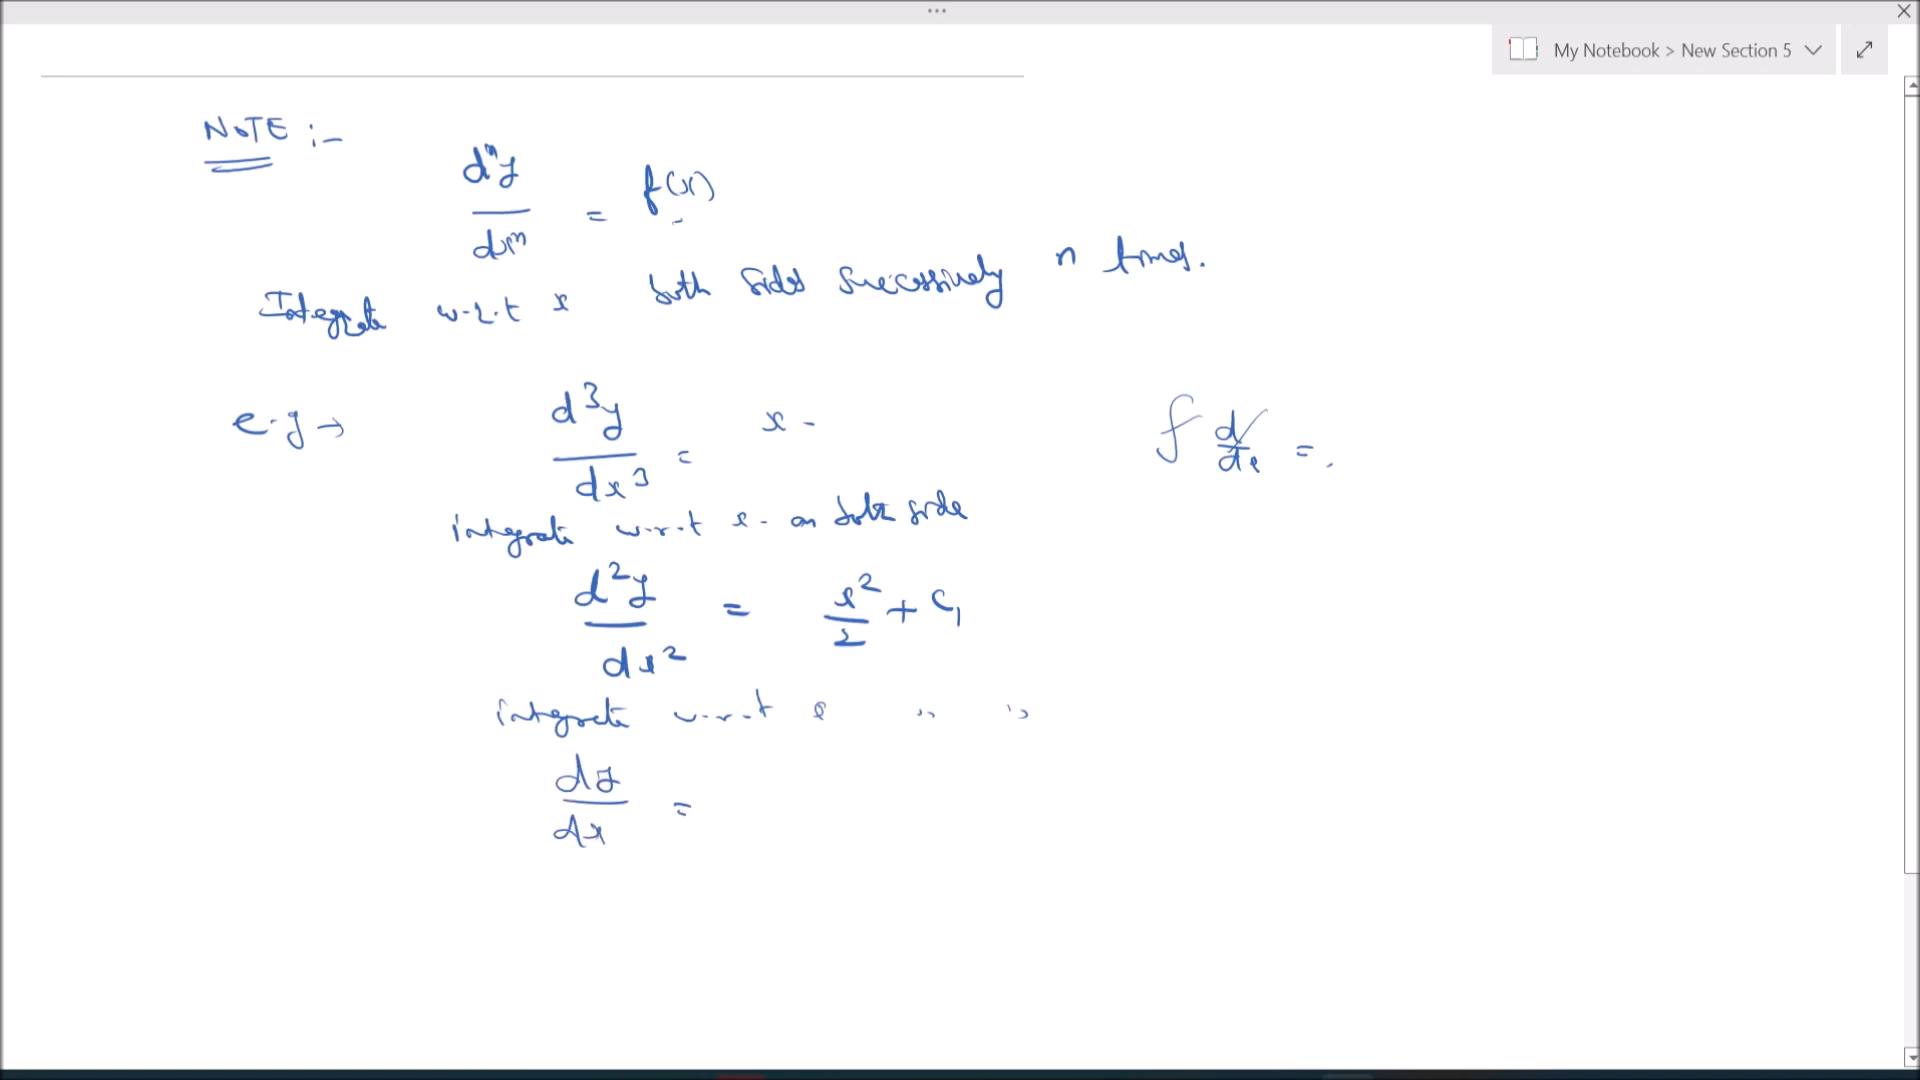 ...
My Notebook > New Section 5
NOTE :-
dⁿy/dxⁿ = f(x)
Integrate w.r.t x both sides successively n times.
e.g → d³y/dx³ = x
∫ d/dx =
integrate w.r.t x on both side
d²y/dx² = x²/2 + C₁
integrate w.r.t x " "
dy/dx =